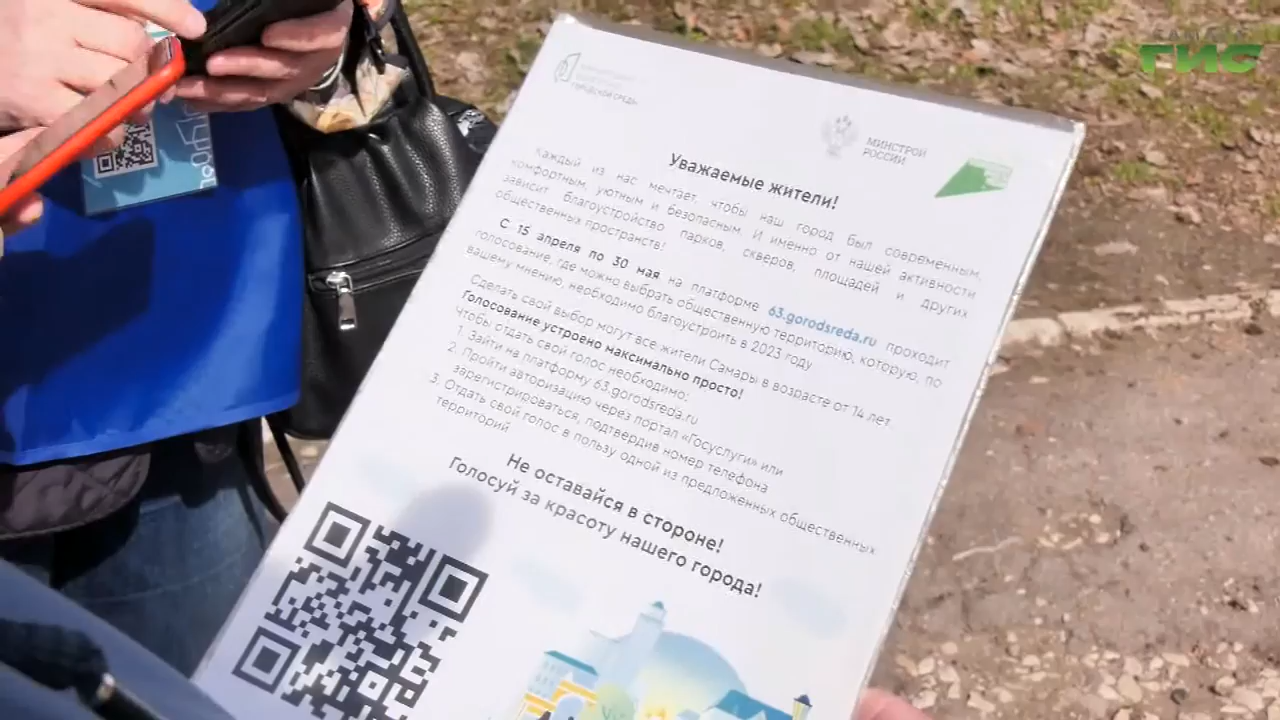 САМАРА
ГИС
ГОРОДСКОЙ СРЕДЫ
МИНСТРОЙ
РОССИИ
Уважаемые жители!
Каждый из нас мечтает, чтобы наш город был современным,
комфортным, уютным и безопасным. И именно от нашей активности
зависит благоустройство парков, скверов, площадей и других
общественных пространств!
С 15 апреля по 30 мая на платформе 63.gorodsreda.ru проходит
голосование, где можно выбрать общественную территорию, которую, по
вашему мнению, необходимо благоустроить в 2023 году
Сделать свой выбор могут все жители Самары в возрасте от 14 лет.
Голосование устроено максимально просто!
Чтобы отдать свой голос необходимо:
1. Зайти на платформу 63.gorodsreda.ru
2. Пройти авторизацию через портал «Госуслуги» или
зарегистрироваться, подтвердив номер телефона
3. Отдать свой голос в пользу одной из предложенных общественных
территорий.
Не оставайся в стороне!
Голосуй за красоту нашего города!